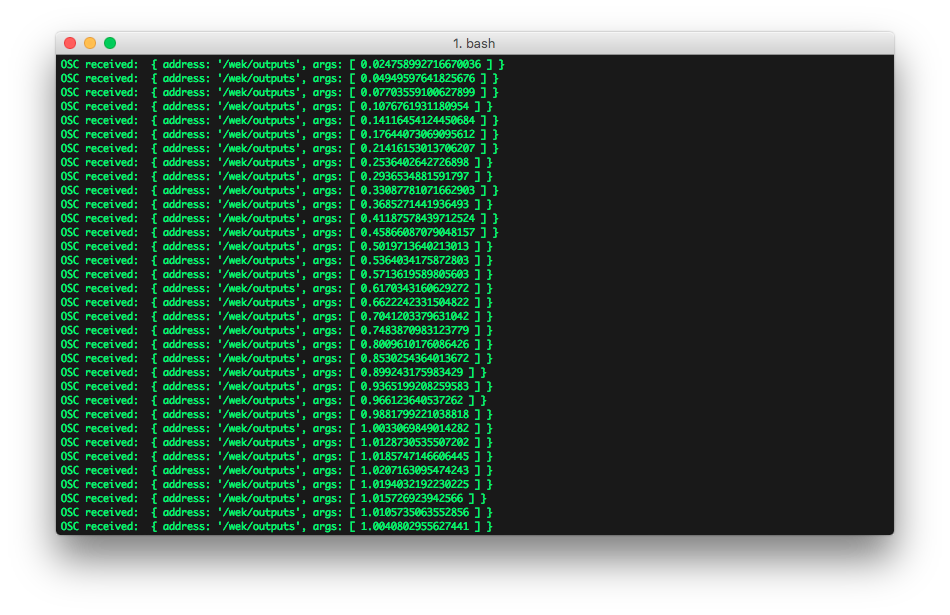 1. bash
OSC received:  { address: '/wek/outputs', args: [ 0.024758992716670036 ] }
OSC received:  { address: '/wek/outputs', args: [ 0.04949597641825676 ] }
OSC received:  { address: '/wek/outputs', args: [ 0.07703559100627899 ] }
OSC received:  { address: '/wek/outputs', args: [ 0.1076761931180954 ] }
OSC received:  { address: '/wek/outputs', args: [ 0.14116454124450684 ] }
OSC received:  { address: '/wek/outputs', args: [ 0.17644073069095612 ] }
OSC received:  { address: '/wek/outputs', args: [ 0.21416153013706207 ] }
OSC received:  { address: '/wek/outputs', args: [ 0.2536402642726898 ] }
OSC received:  { address: '/wek/outputs', args: [ 0.2936534881591797 ] }
OSC received:  { address: '/wek/outputs', args: [ 0.33087781071662903 ] }
OSC received:  { address: '/wek/outputs', args: [ 0.3685271441936493 ] }
OSC received:  { address: '/wek/outputs', args: [ 0.41187578439712524 ] }
OSC received:  { address: '/wek/outputs', args: [ 0.45866087079048157 ] }
OSC received:  { address: '/wek/outputs', args: [ 0.5019713640213013 ] }
OSC received:  { address: '/wek/outputs', args: [ 0.5364034175872803 ] }
OSC received:  { address: '/wek/outputs', args: [ 0.5713619589805603 ] }
OSC received:  { address: '/wek/outputs', args: [ 0.6170343160629272 ] }
OSC received:  { address: '/wek/outputs', args: [ 0.6622242331504822 ] }
OSC received:  { address: '/wek/outputs', args: [ 0.7041203379631042 ] }
OSC received:  { address: '/wek/outputs', args: [ 0.7483870983123779 ] }
OSC received:  { address: '/wek/outputs', args: [ 0.8009610176086426 ] }
OSC received:  { address: '/wek/outputs', args: [ 0.8530254364013672 ] }
OSC received:  { address: '/wek/outputs', args: [ 0.899243175983429 ] }
OSC received:  { address: '/wek/outputs', args: [ 0.9365199208259583 ] }
OSC received:  { address: '/wek/outputs', args: [ 0.966123640537262 ] }
OSC received:  { address: '/wek/outputs', args: [ 0.9881799221038818 ] }
OSC received:  { address: '/wek/outputs', args: [ 1.0033069849014282 ] }
OSC received:  { address: '/wek/outputs', args: [ 1.0128730535507202 ] }
OSC received:  { address: '/wek/outputs', args: [ 1.0185747146606445 ] }
OSC received:  { address: '/wek/outputs', args: [ 1.0207163095474243 ] }
OSC received:  { address: '/wek/outputs', args: [ 1.0194032192230225 ] }
OSC received:  { address: '/wek/outputs', args: [ 1.015726923942566 ] }
OSC received:  { address: '/wek/outputs', args: [ 1.0105735063552856 ] }
OSC received:  { address: '/wek/outputs', args: [ 1.0040802955627441 ] }